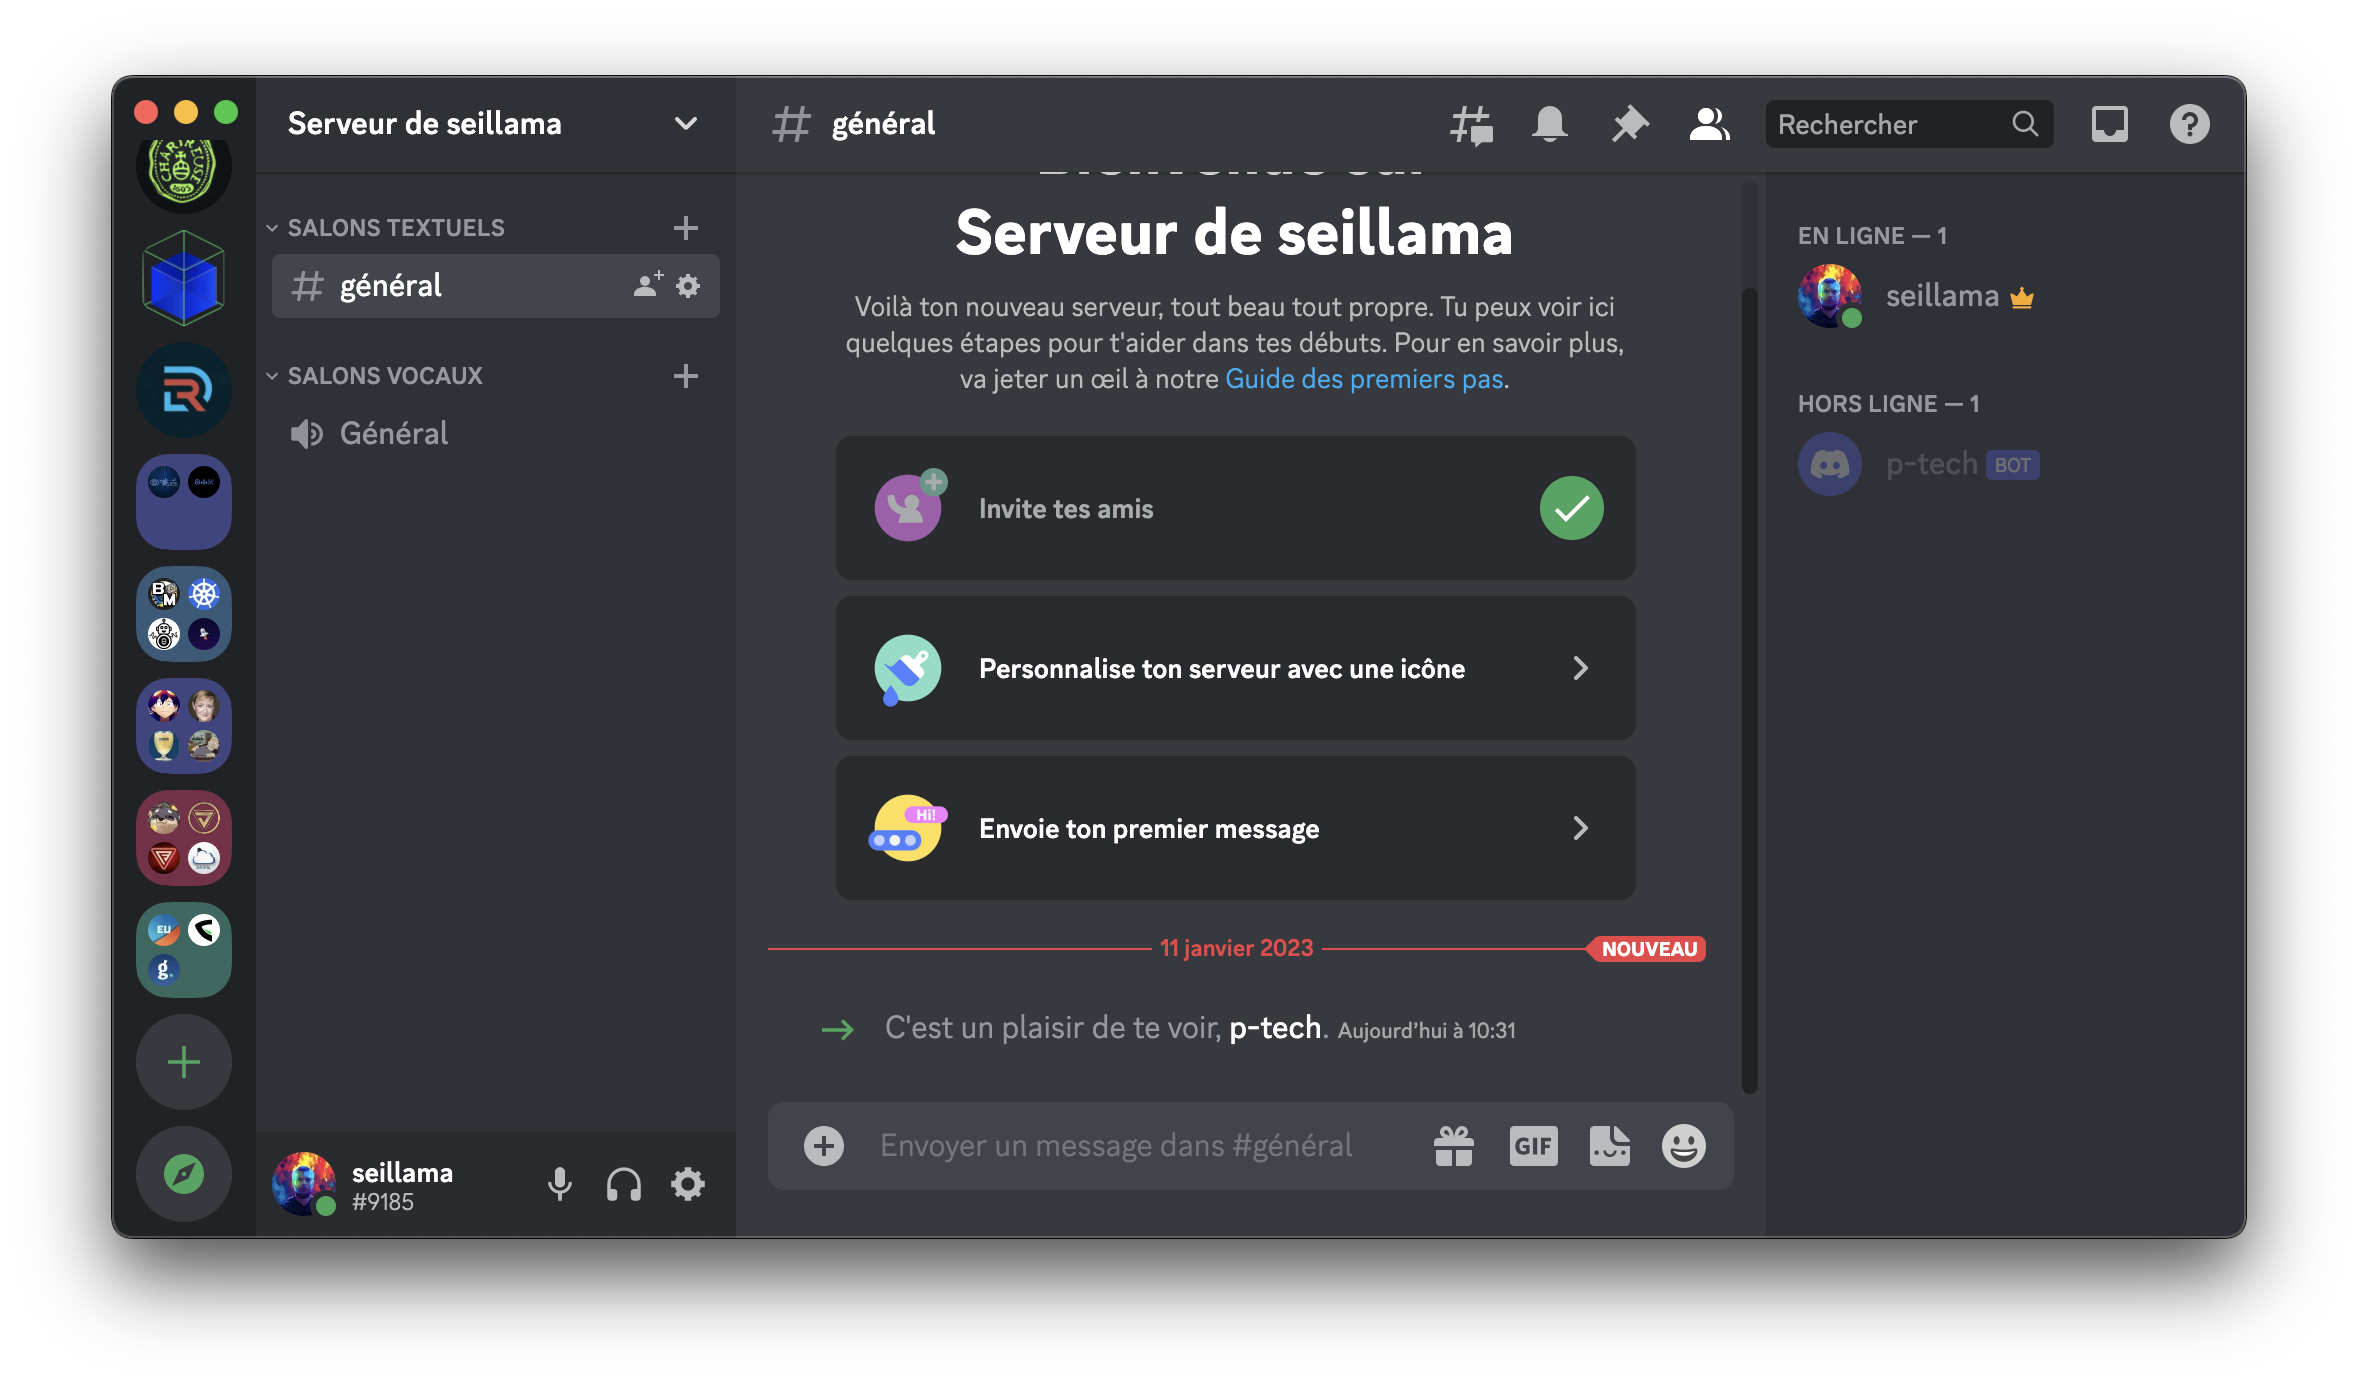 Serveur de seillama
général
Rechercher
CHARTREUSE
1605
SALONS TEXTUELS
général
SALONS VOCAUX
Général
B
M
EU
g.
seillama
#9185
Serveur de seillama
Voilà ton nouveau serveur, tout beau tout propre. Tu peux voir ici
quelques étapes pour t'aider dans tes débuts. Pour en savoir plus,
va jeter un œil à notre Guide des premiers pas.
Invite tes amis
Personnalise ton serveur avec une icône
Hi!
Envoie ton premier message
11 janvier 2023
NOUVEAU
C'est un plaisir de te voir, p-tech. Aujourd’hui à 10:31
Envoyer un message dans #général
GIF
EN LIGNE — 1
seillama
HORS LIGNE — 1
p-tech BOT